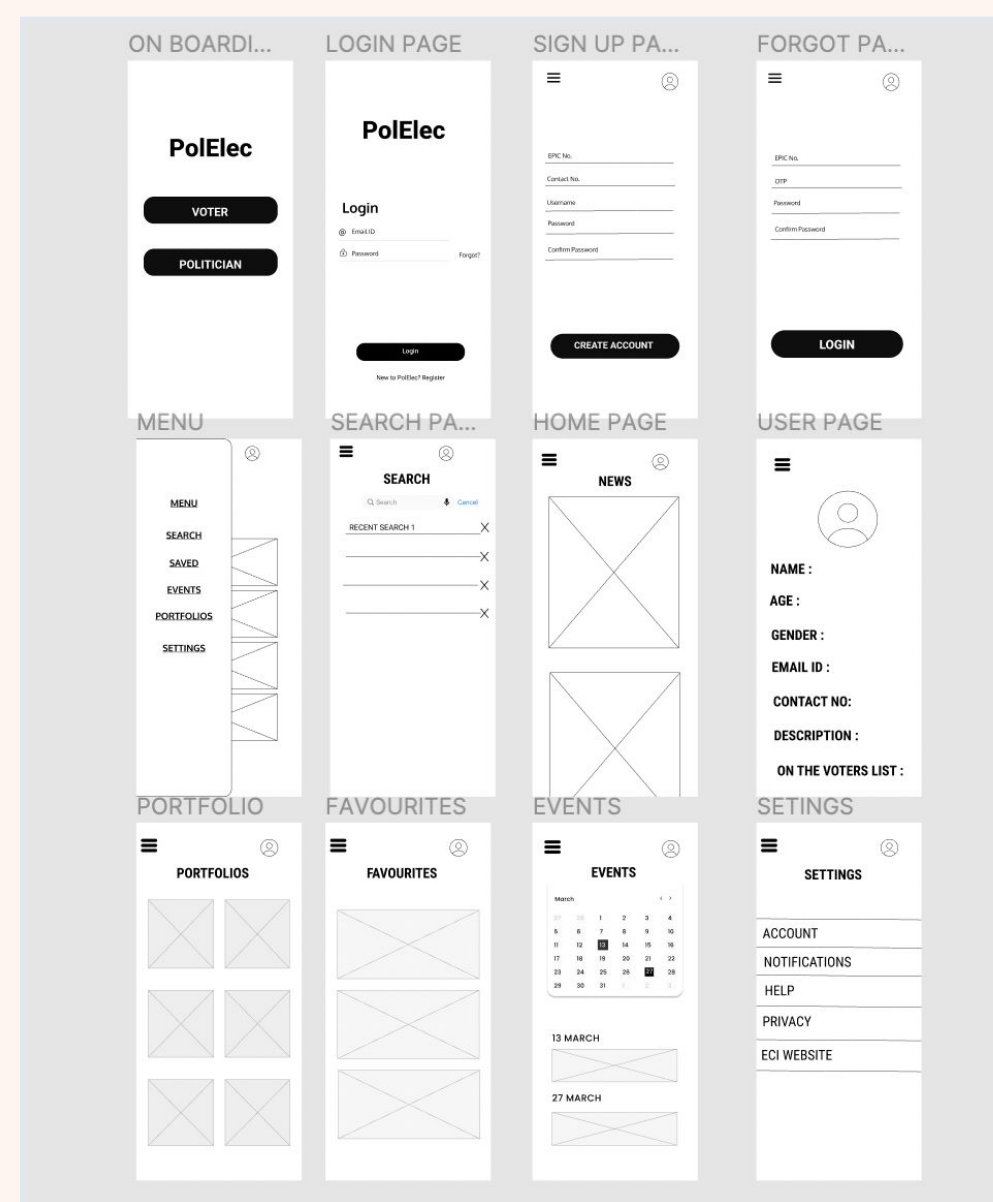 ON BOARDI...
PolElec
VOTER
POLITICIAN
LOGIN PAGE
PolElec
Login
@ Email ID
Password
Forgot?
Login
New to PolElec? Register
SIGN UP PA...
EPIC No.
Contact No.
Username
Password
Confirm Password
CREATE ACCOUNT
FORGOT PA...
EPIC No.
OTP
Password
Confirm Password
LOGIN
MENU
MENU
SEARCH
SAVED
EVENTS
PORTFOLIOS
SETTINGS
SEARCH PA...
SEARCH
Search Cancel
RECENT SEARCH 1 X
X
X
X
HOME PAGE
NEWS
USER PAGE
NAME :
AGE :
GENDER :
EMAIL ID :
CONTACT NO:
DESCRIPTION :
ON THE VOTERS LIST :
PORTFOLIO
PORTFOLIOS
FAVOURITES
FAVOURITES
EVENTS
EVENTS
March < >
27 28 1 2 3 4
5 6 7 8 9 10
11 12 13 14 15 16
17 18 19 20 21 22
23 24 25 26 27 28
29 30 31 1 2 3
13 MARCH
27 MARCH
SETINGS
SETTINGS
ACCOUNT
NOTIFICATIONS
HELP
PRIVACY
ECI WEBSITE